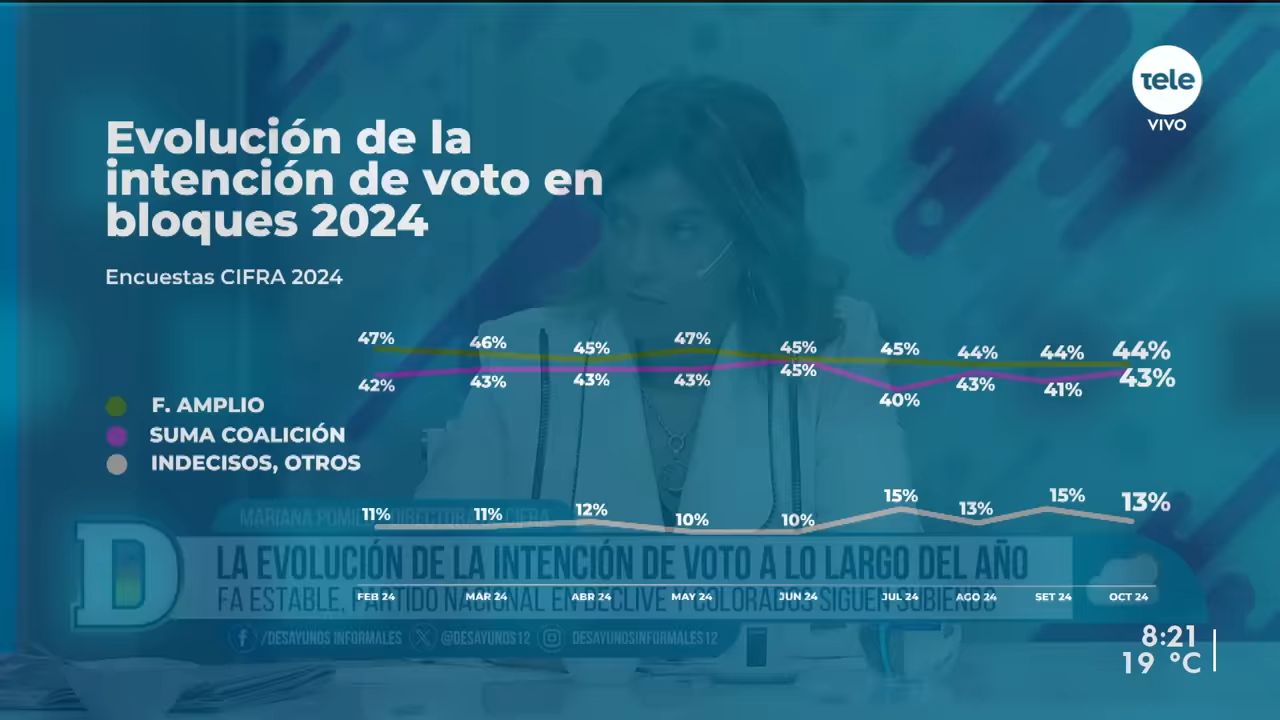 tele
VIVO
Evolución de la
intención de voto en
bloques 2024
Encuestas CIFRA 2024
47% 46% 45% 47% 45% 45% 44% 44% 44%
42% 43% 43% 43% 45% 40% 43% 41% 43%
F. AMPLIO
SUMA COALICIÓN
INDECISOS, OTROS
11% 11% 12% 10% 10% 15% 13% 15% 13%
MARIANA POMI
D
LA EVOLUCIÓN DE LA INTENCIÓN DE VOTO A LO LARGO DEL AÑO
FEB 24 MAR 24 ABR 24 MAY 24 JUN 24 JUL 24 AGO 24 SET 24 OCT 24
FA ESTABLE, PARTIDO NACIONAL EN DECLIVE Y COLORADOS SIGUEN SUBIENDO
/DESAYUNOS INFORMALES @DESAYUNOS12 DESAYUNOSINFORMALES12
8:21
19 °C